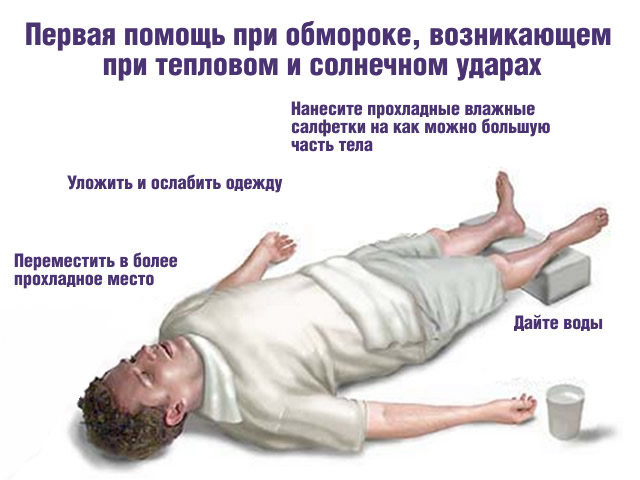 Первая помощь при обмороке, возникающем
при тепловом и солнечном ударах
Нанесите прохладные влажные
салфетки на как можно большую
часть тела
Уложить и ослабить одежду
Переместить в более
прохладное место
Дайте воды